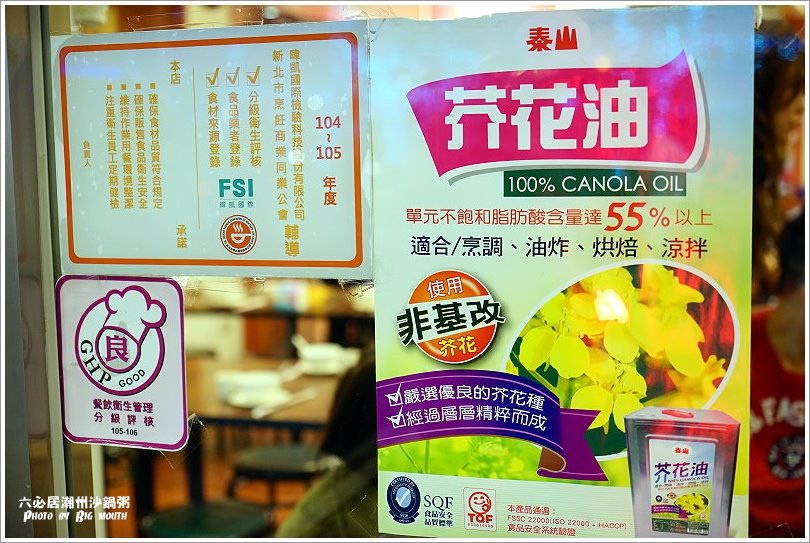 104~105 年度
暐凱國際檢驗科技股份有限公司
新北市烹飪商業同業公會 輔導
分級衛生評核
食品業者登錄
食材來源登錄
FSI
暐凱國際
本店
確保食材品質符合規定
確保販售食品衛生安全
維持作業用餐環境整潔
注重衛生員工定期健檢
承諾
負責人
良
GHP GOOD
餐飲衛生管理
分級評核
105-106
泰山
芥花油
100% CANOLA OIL
單元不飽和脂肪酸含量達55%以上
適合/烹調、油炸、烘焙、涼拌
使用
非基改
芥花
嚴選優良的芥花種
經過層層精粹而成
SQF
食品安全
品質標準
TQF
本產品通過:
FSSC 22000(ISO 22000 + HACCP)
食品安全系統驗證
泰山
芥花油
100% CANOLA OIL
六必居潮州沙鍋粥
PHOTO BY BIG MOUTH